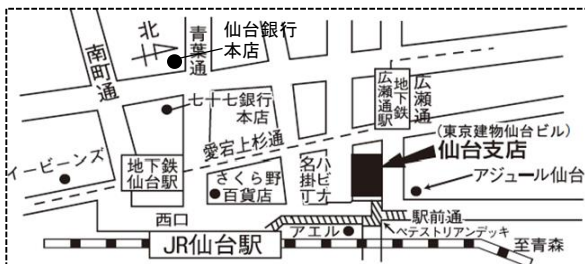 北
仙台銀行
本店
青葉通
南町通
七十七銀行
本店
地下鉄
広瀬通駅
広瀬通
愛宕上杉通
(東京建物仙台ビル)
仙台支店
イービーンズ
地下鉄
仙台駅
さくら野
百貨店
ハピナ
名掛丁
アジュール仙台
西口
アエル
駅前通
ペデストリアンデッキ
JR仙台駅
至青森